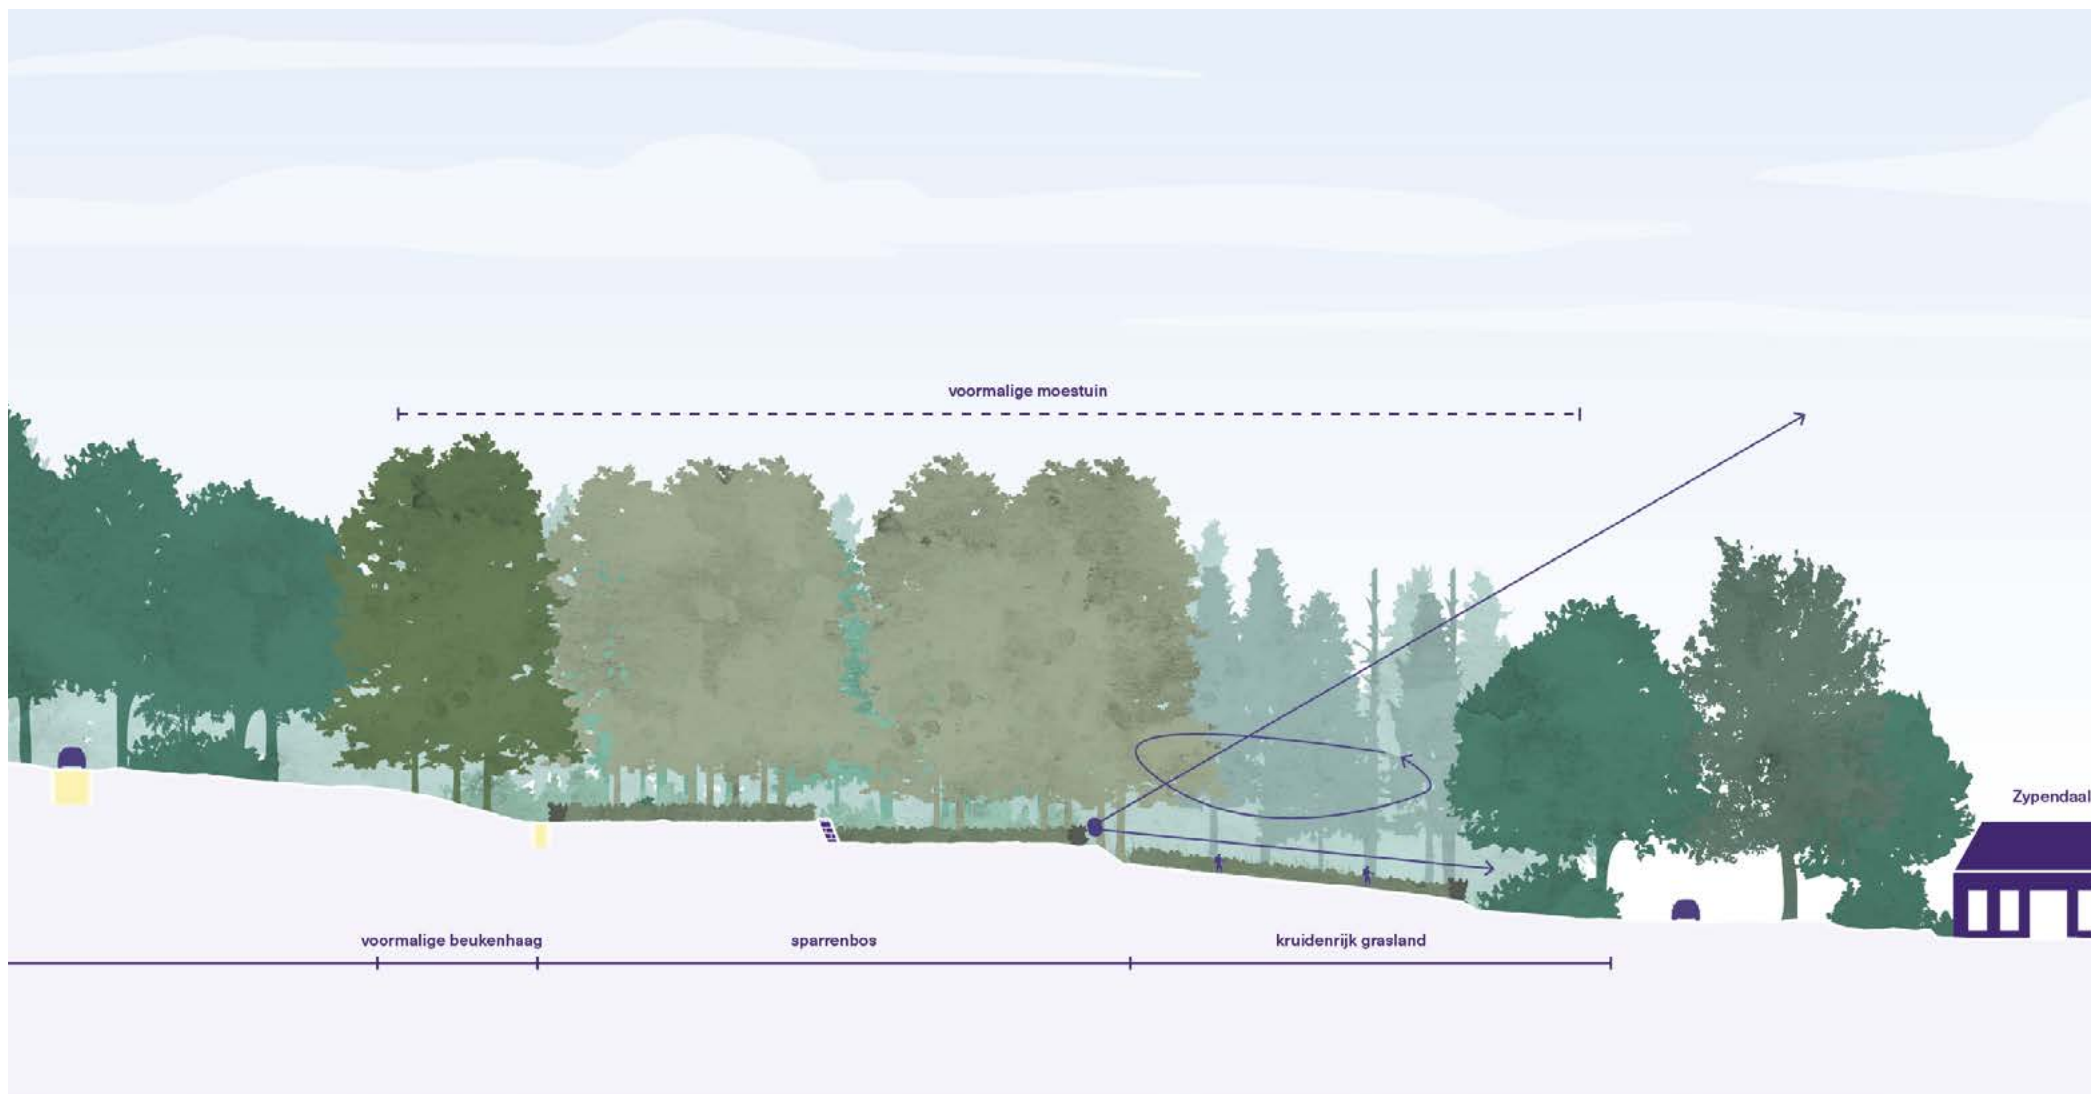 voormalige moestuin
Zypendaal
voormalige beukenhaag
sparrenbos
kruidenrijk grasland